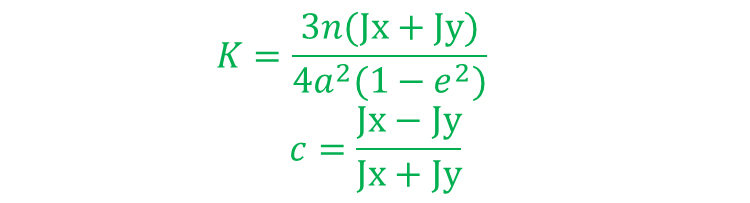 K = 3n(Jx + Jy) / 4a²(1 − e²)
c = Jx − Jy / Jx + Jy